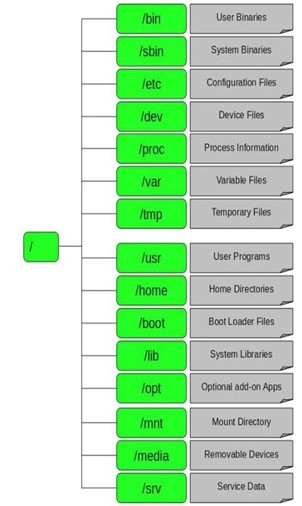 /bin User Binaries
/sbin System Binaries
/etc Configuration Files
/dev Device Files
/proc Process Information
/var Variable Files
/tmp Temporary Files
/
/usr User Programs
/home Home Directories
/boot Boot Loader Files
/lib System Libraries
/opt Optional add-on Apps
/mnt Mount Directory
/media Removable Devices
/srv Service Data